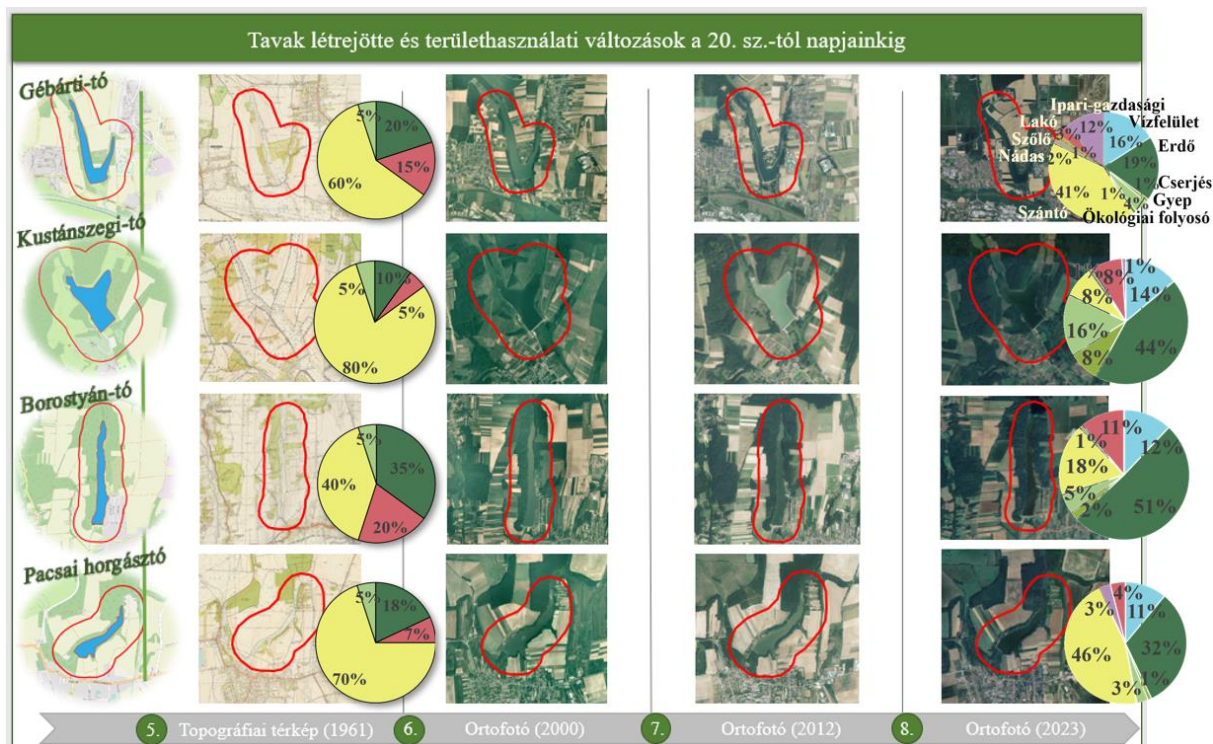 Tavak létrejötte és területhasználati változások a 20. sz.-tól napjainkig
Gébárti-tó
5%
20%
15%
60%
Ipari-gazdasági
Lakó
12%
Vízfelület
Szőlő
3%
16%
Erdő
Nádas
2%
1%
19%
41%
1%
1%
Cserjés
4%
Gyep
Szántó
Ökológiai folyosó
Kustánszegi-tó
5%
10%
5%
80%
8%
1%
14%
8%
16%
8%
44%
Borostyán-tó
5%
35%
40%
20%
11%
1%
12%
18%
5%
2%
51%
Pacsai horgásztó
5%
18%
7%
70%
4%
3%
11%
46%
32%
3%
1%
5.
Topográfiai térkép (1961)
6.
Ortofotó (2000)
7.
Ortofotó (2012)
8.
Ortofotó (2023)